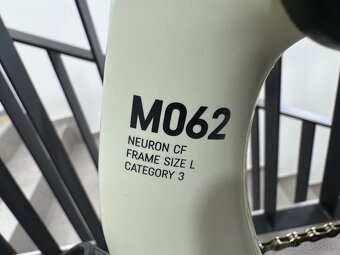 M062
NEURON CF
FRAME SIZE L
CATEGORY 3